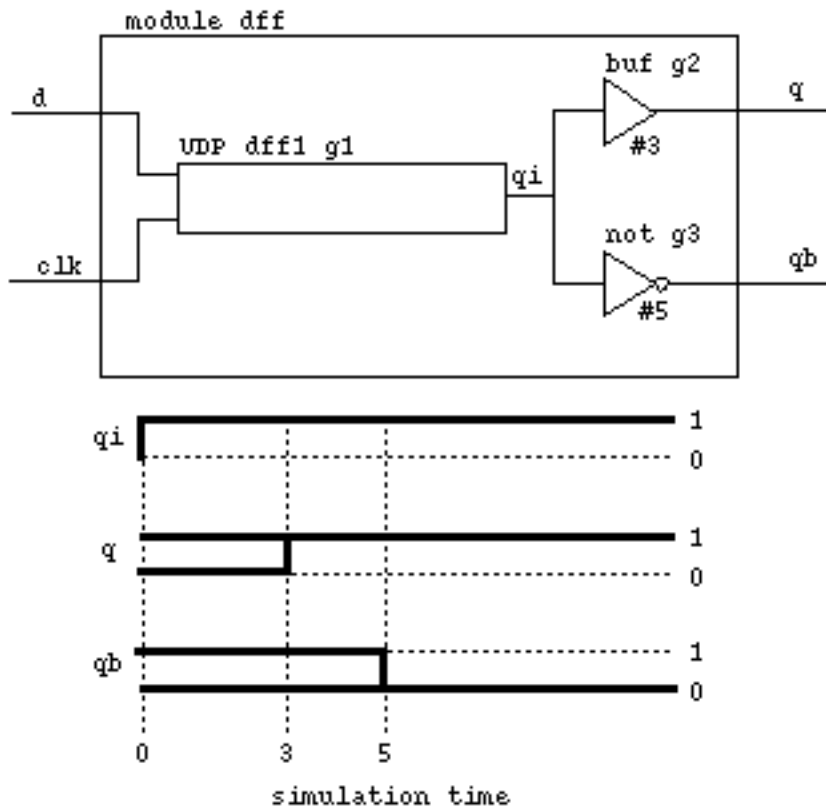 module dff
buf g2
d
q
UDP dff1 g1
#3
qi
not g3
clk
qb
#5
qi
1
0
q
1
0
qb
1
0
0 3 5
simulation time